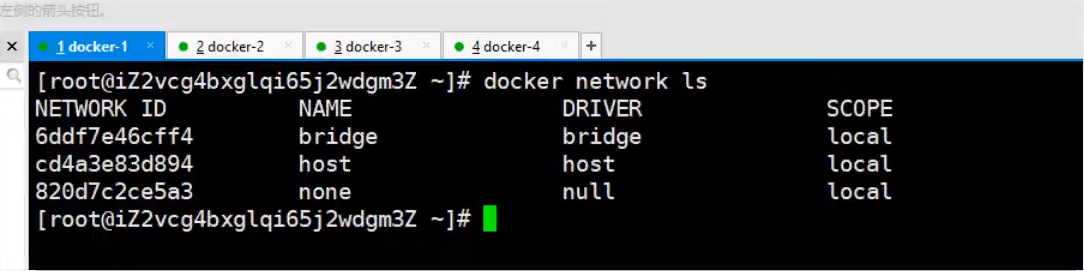 左侧的箭头按钮。
× 1 docker-1 × 2 docker-2 × 3 docker-3 × 4 docker-4 × +
[root@iZ2vcg4bxglqi65j2wdgm3Z ~]# docker network ls
NETWORK ID NAME DRIVER SCOPE
6ddf7e46cff4 bridge bridge local
cd4a3e83d894 host host local
820d7c2ce5a3 none null local
[root@iZ2vcg4bxglqi65j2wdgm3Z ~]#